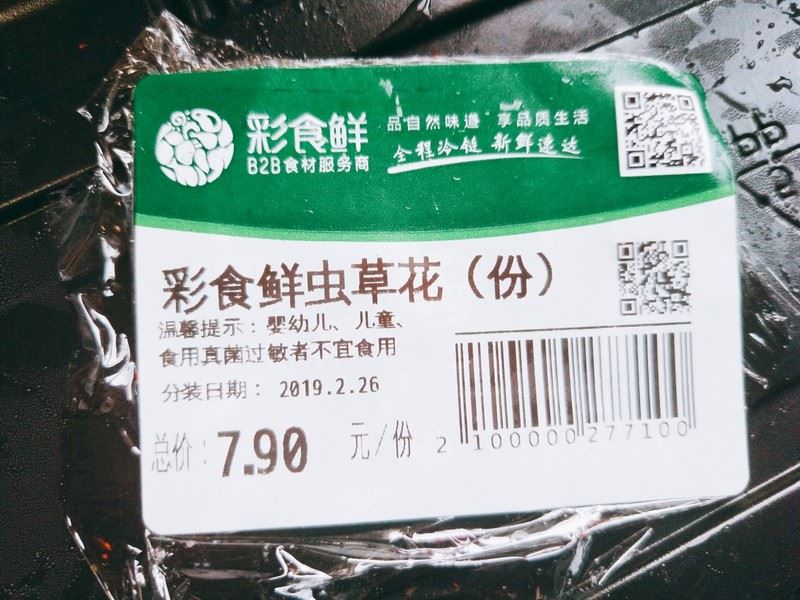 彩食鲜
B2B食材服务商
品自然味道 享品质生活
全程冷链 新鲜速达
彩食鲜虫草花（份）
温馨提示：婴幼儿、儿童、
食用真菌过敏者不宜食用
分装日期： 2019.2.26
总价：7.90 元/份
2 100000 277100